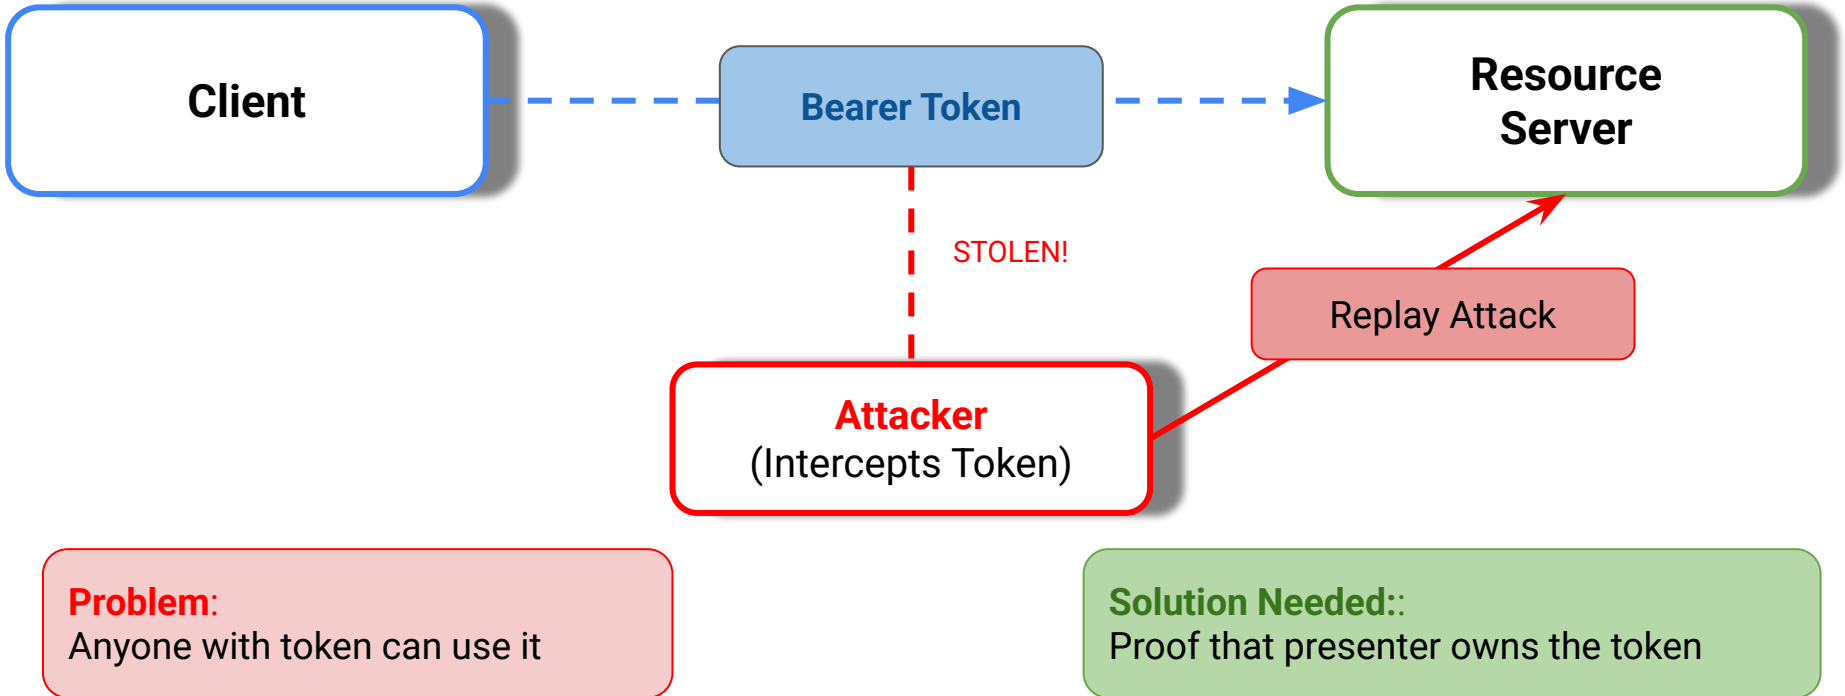 Client
Bearer Token
Resource
Server
STOLEN!
Replay Attack
Attacker
(Intercepts Token)
Problem:
Anyone with token can use it
Solution Needed::
Proof that presenter owns the token